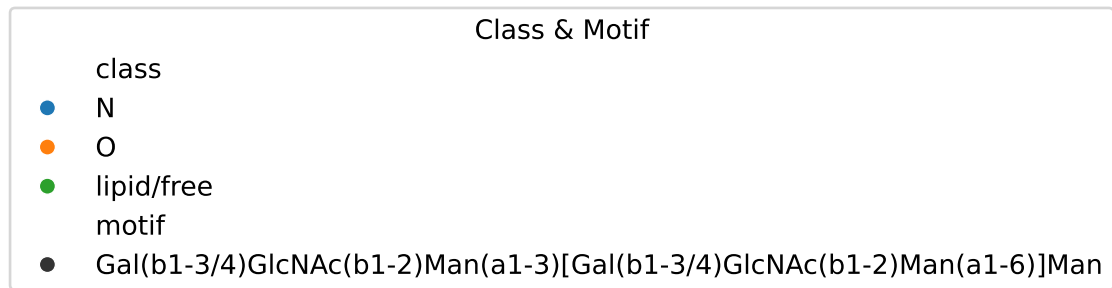 Class & Motif
class
N
O
lipid/free
motif
Gal(b1-3/4)GlcNAc(b1-2)Man(a1-3)[Gal(b1-3/4)GlcNAc(b1-2)Man(a1-6)]Man